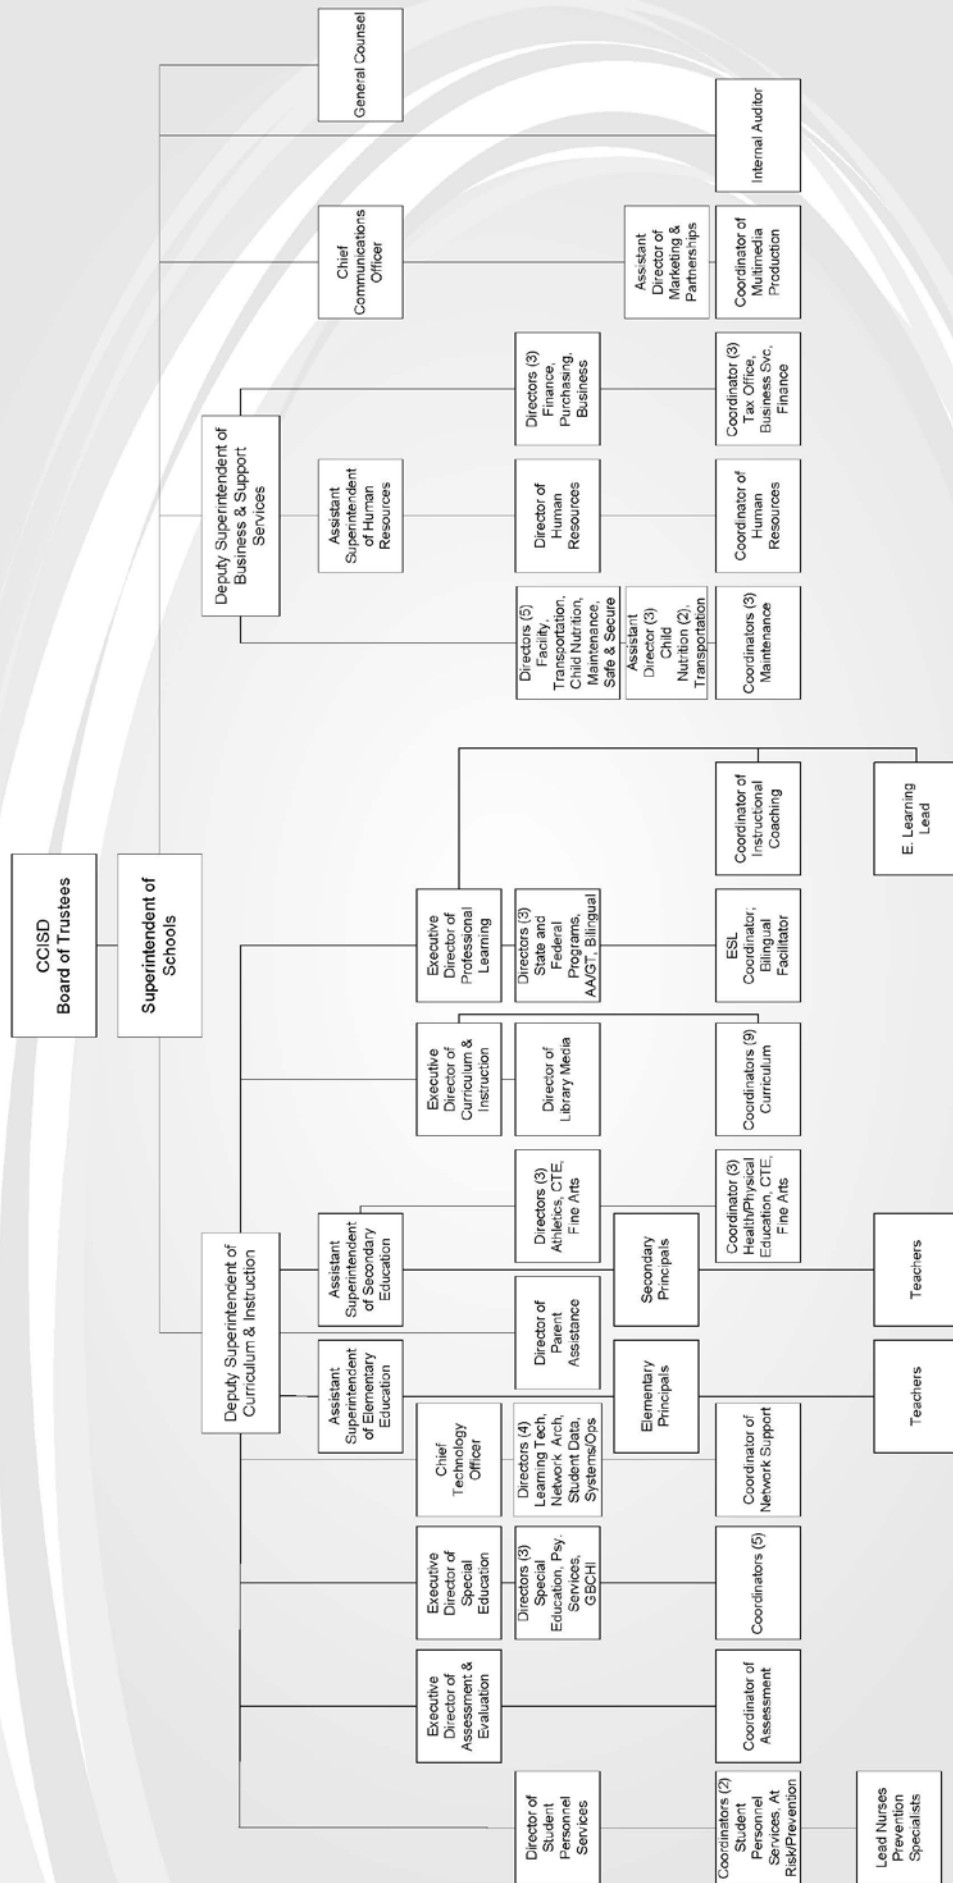 CCISD
Board of Trustees
Superintendent of
Schools
Deputy Superintendent of
Curriculum & Instruction
Deputy Superintendent of
Business & Support
Services
Assistant
Superintendent
of Elementary
Education
Assistant
Superintendent
of Secondary
Education
Assistant
Superintendent
of Human
Resources
Chief
Communications
Officer
General Counsel
Executive
Director of
Assessment &
Evaluation
Executive
Director of
Special
Education
Chief
Technology
Officer
Executive
Director of
Curriculum &
Instruction
Executive
Director of
Professional
Learning
Director of
Student
Personnel
Services
Directors (3)
Special
Education, Psy.
Services,
GBCHI
Directors (4)
Learning Tech,
Network Arch,
Student Data,
Systems/Ops
Director of
Parent
Assistance
Directors (3)
Athletics, CTE,
Fine Arts
Director of
Library Media
Directors (3)
State and
Federal
Programs,
AA/GT, Bilingual
Directors (5)
Facility,
Transportation,
Child Nutrition,
Maintenance,
Safe & Secure
Director of
Human
Resources
Directors (3)
Finance,
Purchasing,
Business
Elementary
Principals
Secondary
Principals
Assistant
Director (3)
Child
Nutrition (2),
Transportation
Assistant
Director of
Marketing &
Partnerships
Coordinators (2)
Student
Personnel
Services, At
Risk/Prevention
Coordinator of
Assessment
Coordinators (5)
Coordinator of
Network Support
Coordinator (3)
Health/Physical
Education, CTE,
Fine Arts
Coordinators (9)
Curriculum
ESL
Coordinator;
Bilingual
Facilitator
Coordinator of
Instructional
Coaching
Coordinators (3)
Maintenance
Coordinator of
Human
Resources
Coordinator (3)
Tax Office,
Business Svc,
Finance
Coordinator of
Multimedia
Production
Internal Auditor
Lead Nurses
Prevention
Specialists
Teachers
Teachers
E. Learning
Lead